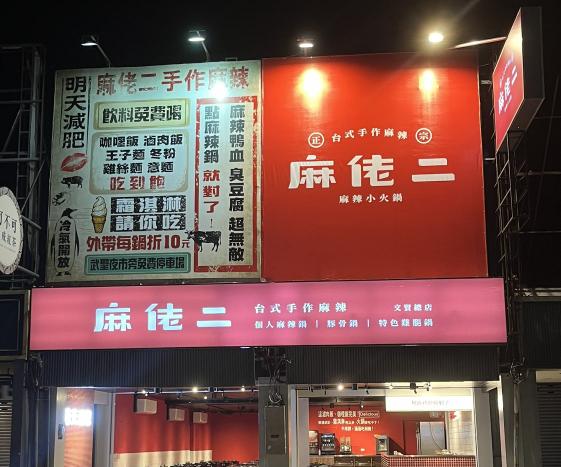 明天減肥
麻佬二手作麻辣
飲料免費喝
咖哩飯 滷肉飯
王子麵 冬粉
雞絲麵 意麵
吃到飽
霜淇淋
請你吃
外帶每鍋折10元
武聖夜市旁免費停車場
冷氣開放
點麻辣鍋 就對了
麻辣鴨血 臭豆腐 超無敵
正 台式手作麻辣 宗
麻佬二
麻辣小火鍋
麻佬二
麻佬二
台式手作麻辣
文賢總店
個人麻辣鍋 | 豚骨鍋 | 特色雞腿鍋